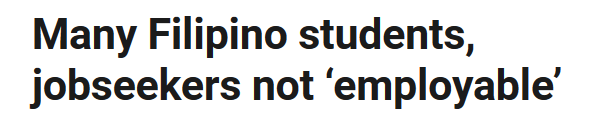 Many Filipino students,
jobseekers not ‘employable’